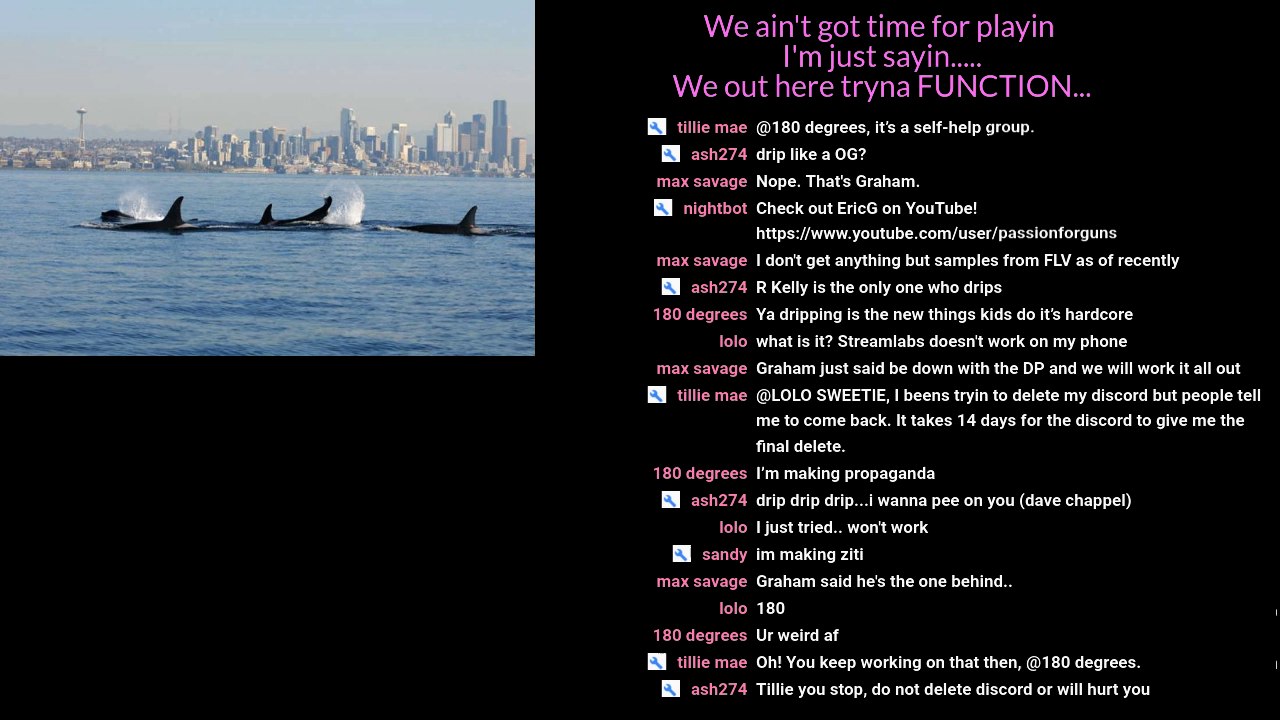 We ain't got time for playin
I'm just sayin.....
We out here tryna FUNCTION...
tillie mae @180 degrees, it’s a self-help group.
ash274 drip like a OG?
max savage Nope. That's Graham.
nightbot Check out EricG on YouTube!
https://www.youtube.com/user/passionforguns
max savage I don't get anything but samples from FLV as of recently
ash274 R Kelly is the only one who drips
180 degrees Ya dripping is the new things kids do it’s hardcore
lolo what is it? Streamlabs doesn't work on my phone
max savage Graham just said be down with the DP and we will work it all out
tillie mae @LOLO SWEETIE, I beens tryin to delete my discord but people tell
me to come back. It takes 14 days for the discord to give me the
final delete.
180 degrees I’m making propaganda
ash274 drip drip drip...i wanna pee on you (dave chappel)
lolo I just tried.. won't work
sandy im making ziti
max savage Graham said he's the one behind..
lolo 180
180 degrees Ur weird af
tillie mae Oh! You keep working on that then, @180 degrees.
ash274 Tillie you stop, do not delete discord or will hurt you